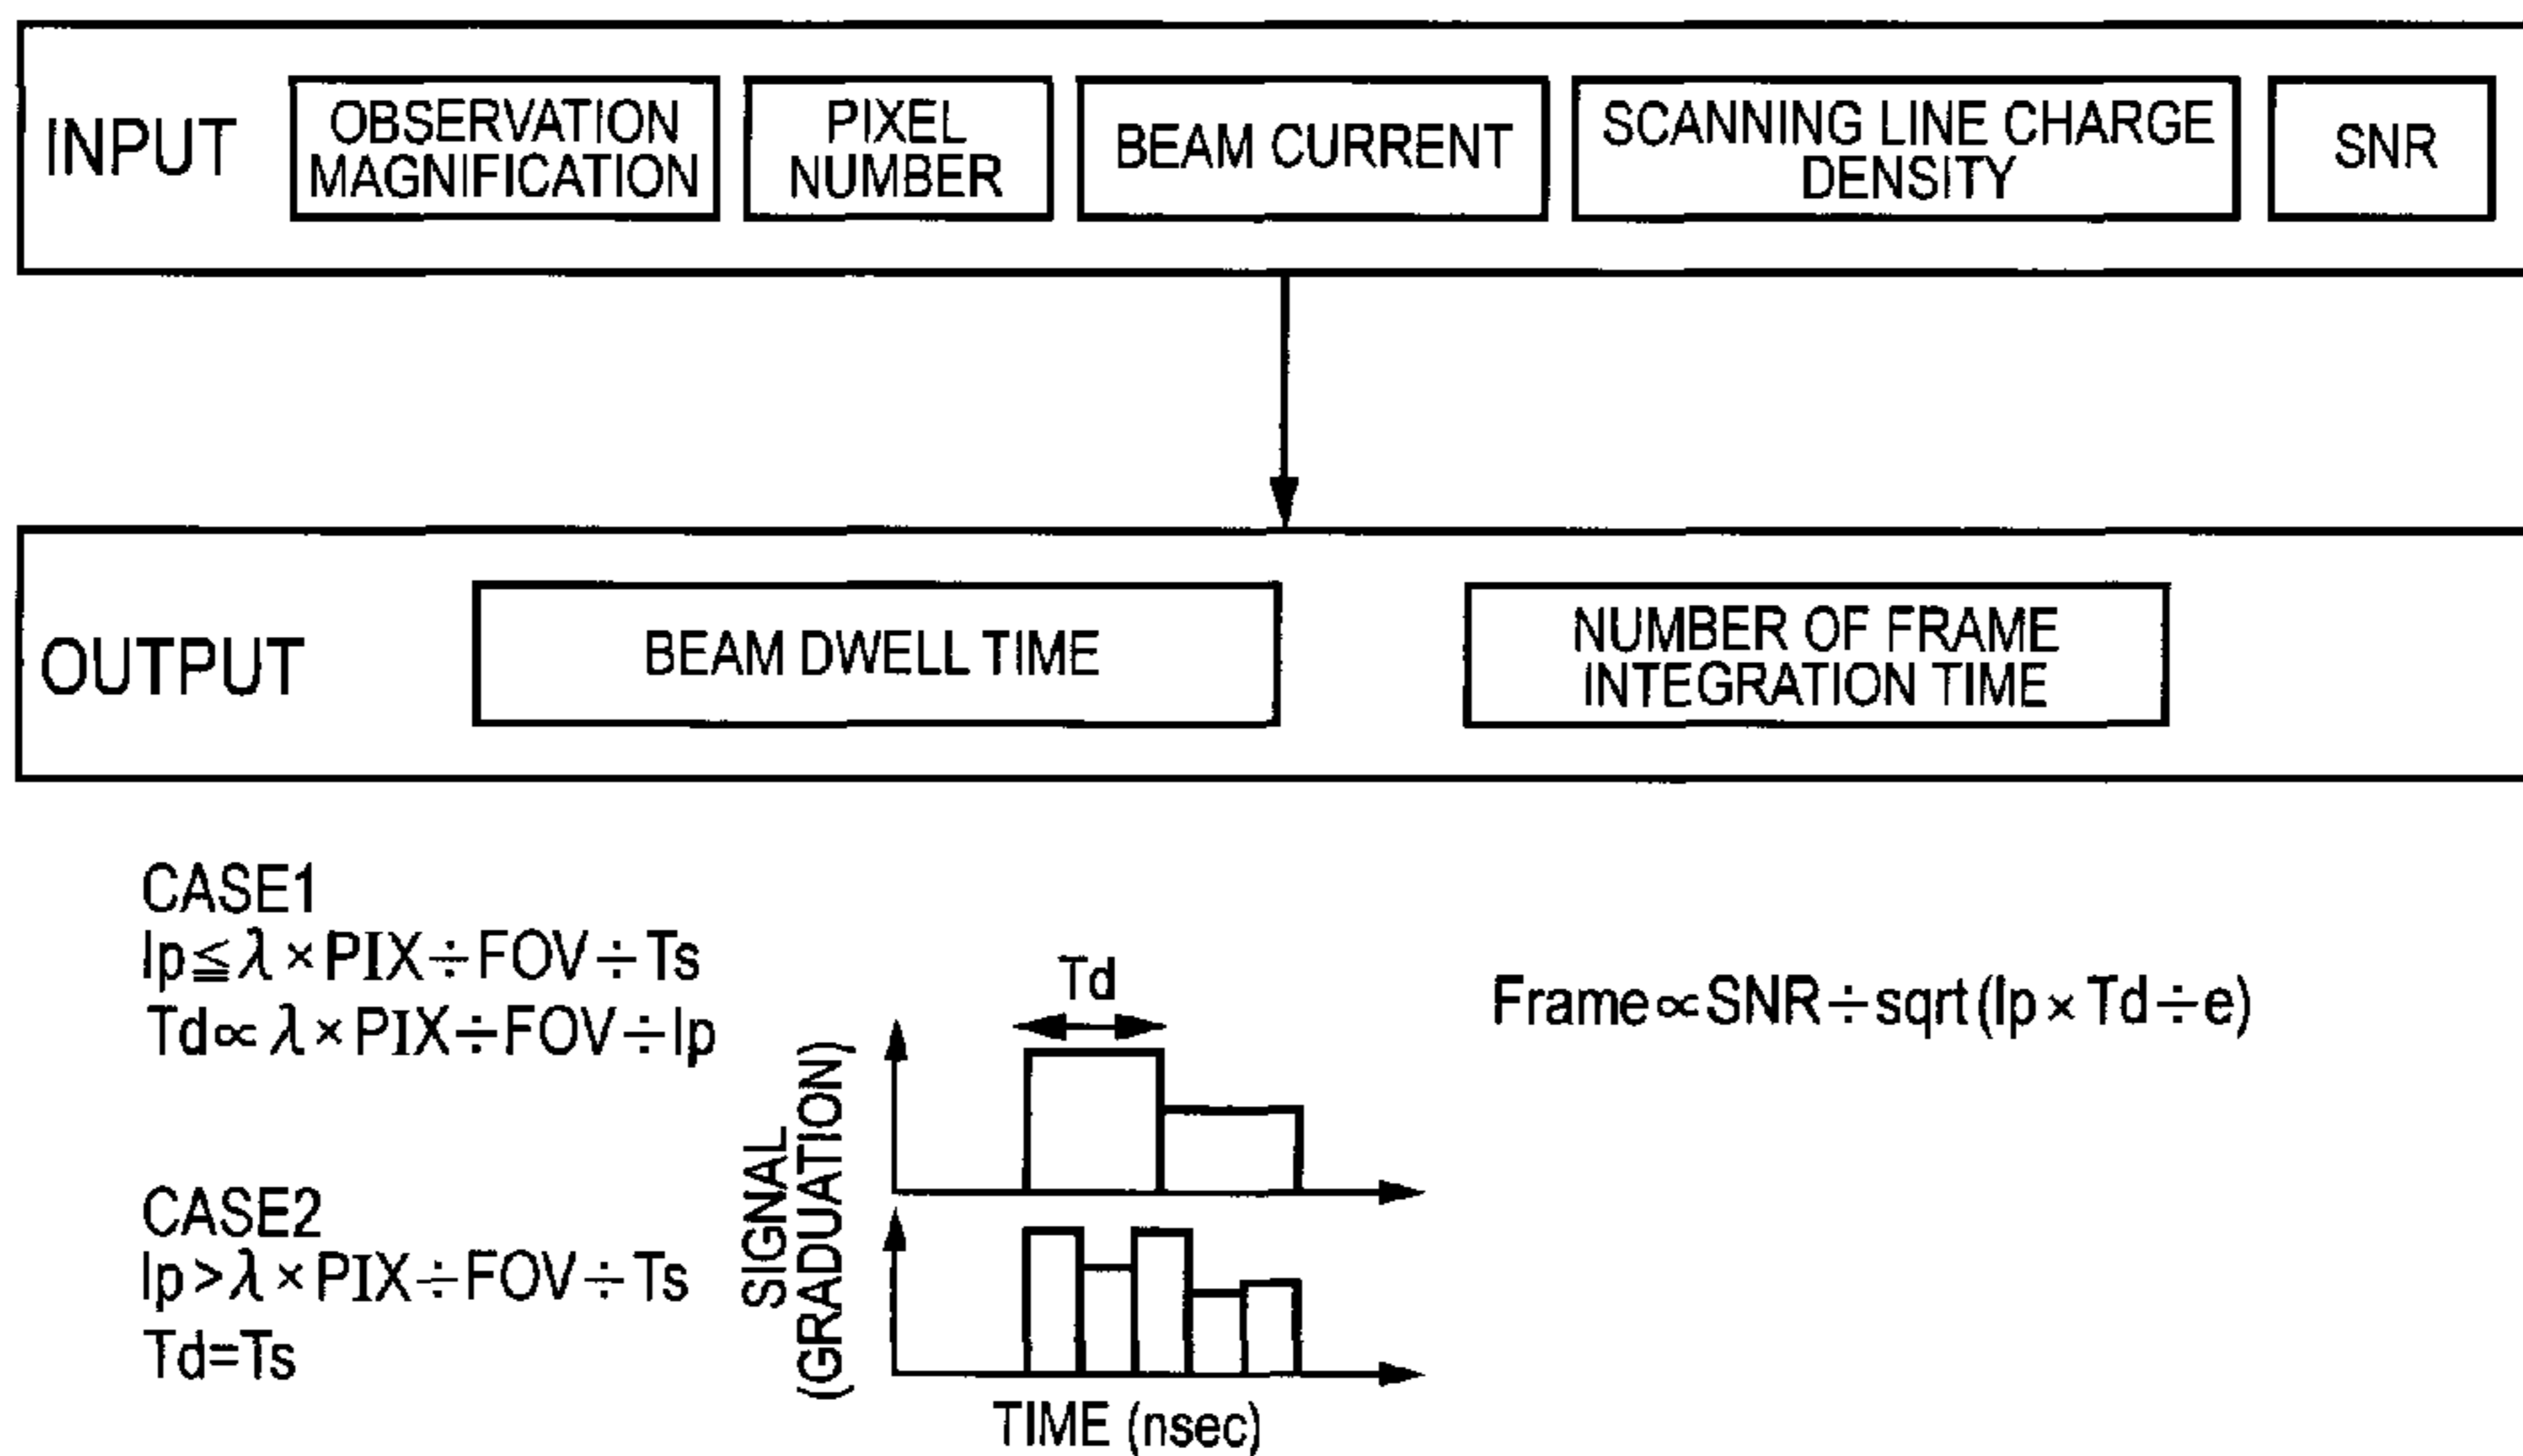 INPUT
OBSERVATION
MAGNIFICATION
PIXEL
NUMBER
BEAM CURRENT
SCANNING LINE CHARGE
DENSITY
SNR
OUTPUT
BEAM DWELL TIME
NUMBER OF FRAME
INTEGRATION TIME
CASE1
Ip≦λ×PIX÷FOV÷Ts
Td∝λ×PIX÷FOV÷Ip
CASE2
Ip>λ×PIX÷FOV÷Ts
Td=Ts
Td
SIGNAL
(GRADUATION)
TIME (nsec)
Frame∝SNR÷sqrt(Ip×Td÷e)